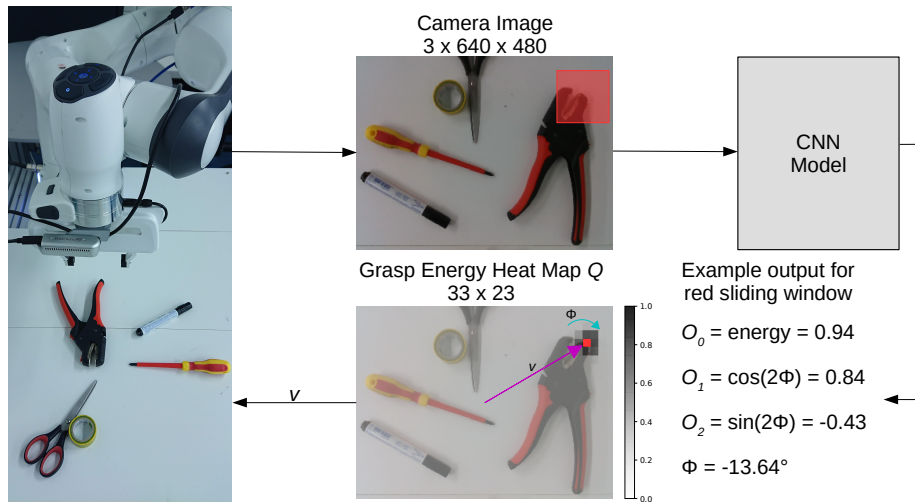 Camera Image
3 x 640 x 480
CNN
Model
Grasp Energy Heat Map Q
33 x 23
Φ
v
1.0
0.8
0.6
0.4
0.2
0.0
v
Example output for
red sliding window
O₀ = energy = 0.94
O₁ = cos(2Φ) = 0.84
O₂ = sin(2Φ) = -0.43
Φ = -13.64°